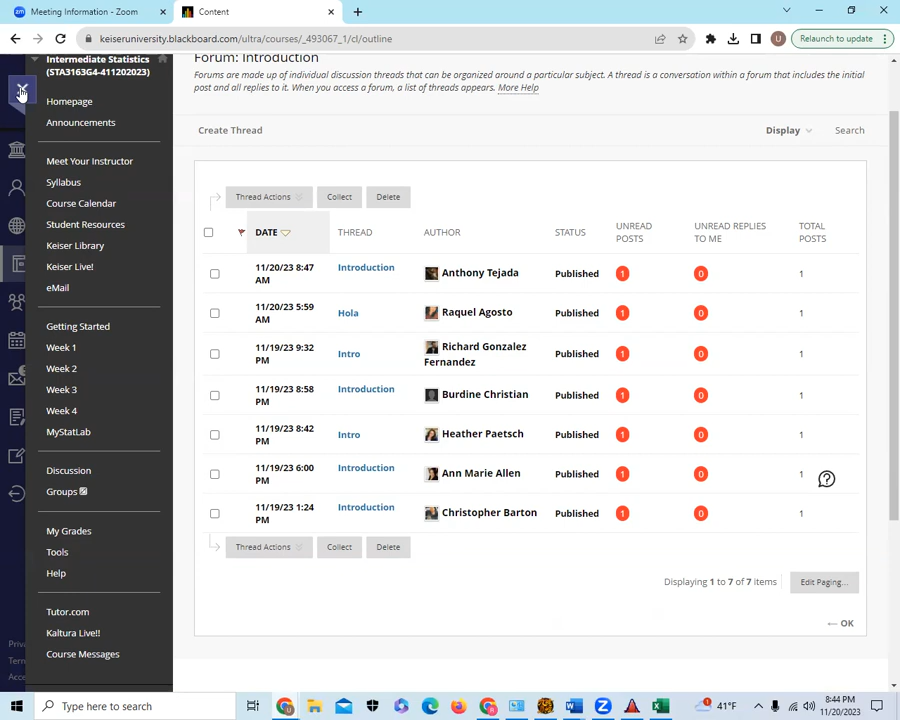 Meeting Information - Zoom
Content
keiseruniversity.blackboard.com/ultra/courses/_493067_1/cl/outline
U
Relaunch to update
Intermediate Statistics
(STA3163G4-411202023)
Homepage
Announcements
Meet Your Instructor
Syllabus
Course Calendar
Student Resources
Keiser Library
Keiser Live!
eMail
Getting Started
Week 1
Week 2
Week 3
Week 4
MyStatLab
Discussion
Groups
My Grades
Tools
Help
Tutor.com
Kaltura Live!!
Course Messages
Priva
Term
Acce
Forum: Introduction
Forums are made up of individual discussion threads that can be organized around a particular subject. A thread is a conversation within a forum that includes the initial
post and all replies to it. When you access a forum, a list of threads appears. More Help
Create Thread
Display
Search
Thread Actions
Collect
Delete
DATE THREAD AUTHOR STATUS UNREAD POSTS UNREAD REPLIES TO ME TOTAL POSTS
11/20/23 8:47 AM Introduction Anthony Tejada Published 1 0 1
11/20/23 5:59 AM Hola Raquel Agosto Published 1 0 1
11/19/23 9:32 PM Intro Richard Gonzalez Fernandez Published 1 0 1
11/19/23 8:58 PM Introduction Burdine Christian Published 1 0 1
11/19/23 8:42 PM Intro Heather Paetsch Published 1 0 1
11/19/23 6:00 PM Introduction Ann Marie Allen Published 1 0 1
11/19/23 1:24 PM Introduction Christopher Barton Published 1 0 1
Thread Actions
Collect
Delete
Displaying 1 to 7 of 7 items
Edit Paging...
← OK
Type here to search
41°F
8:44 PM
11/20/2023